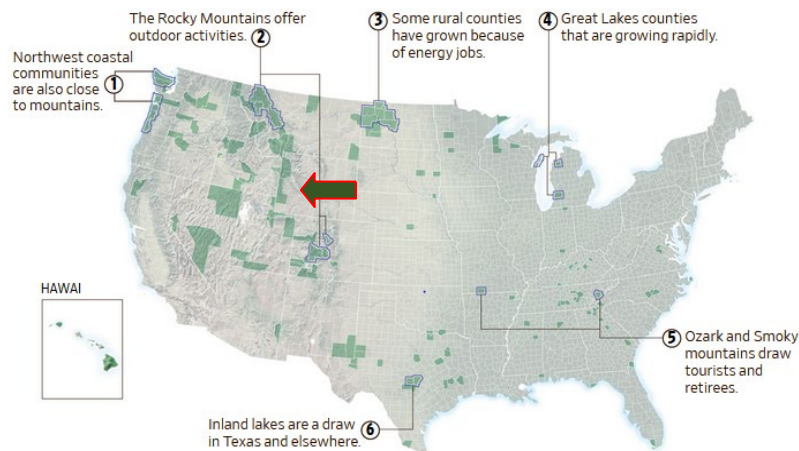 The Rocky Mountains offer
outdoor activities. 2
3 Some rural counties
have grown because
of energy jobs.
4 Great Lakes counties
that are growing rapidly.
Northwest coastal
communities
are also close
to mountains.
1
HAWAI
5 Ozark and Smoky
mountains draw
tourists and
retirees.
Inland lakes are a draw
in Texas and elsewhere. 6